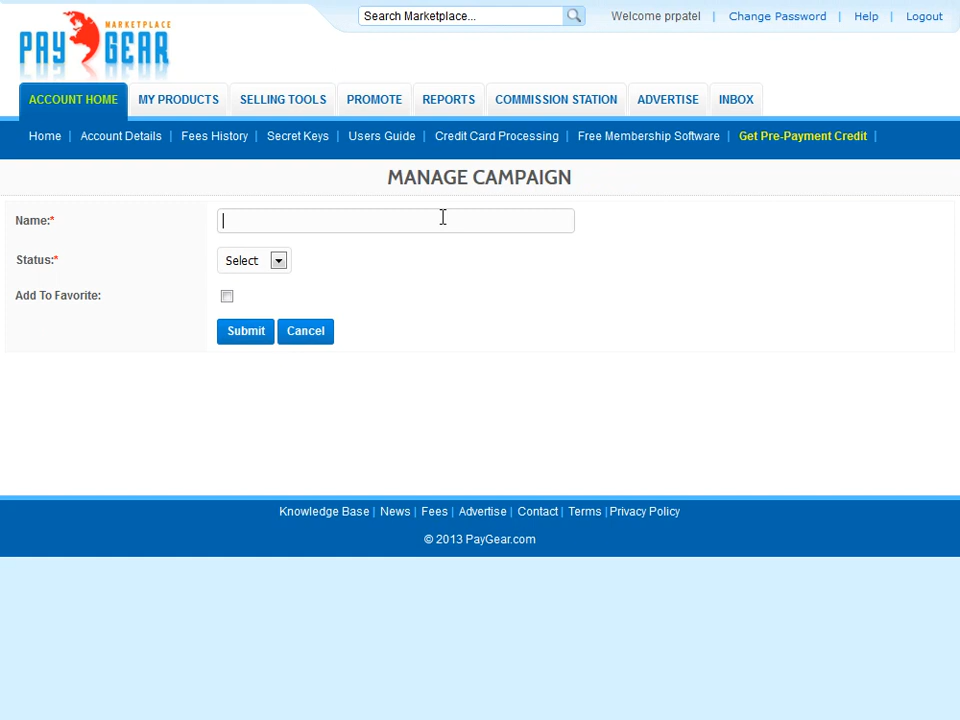 Search Marketplace...
Welcome prpatel | Change Password | Help | Logout
MARKETPLACE
PAY GEAR
ACCOUNT HOME MY PRODUCTS SELLING TOOLS PROMOTE REPORTS COMMISSION STATION ADVERTISE INBOX
Home | Account Details | Fees History | Secret Keys | Users Guide | Credit Card Processing | Free Membership Software | Get Pre-Payment Credit |
MANAGE CAMPAIGN
Name:*
Status:* Select
Add To Favorite:
Submit Cancel
Knowledge Base | News | Fees | Advertise | Contact | Terms | Privacy Policy
© 2013 PayGear.com